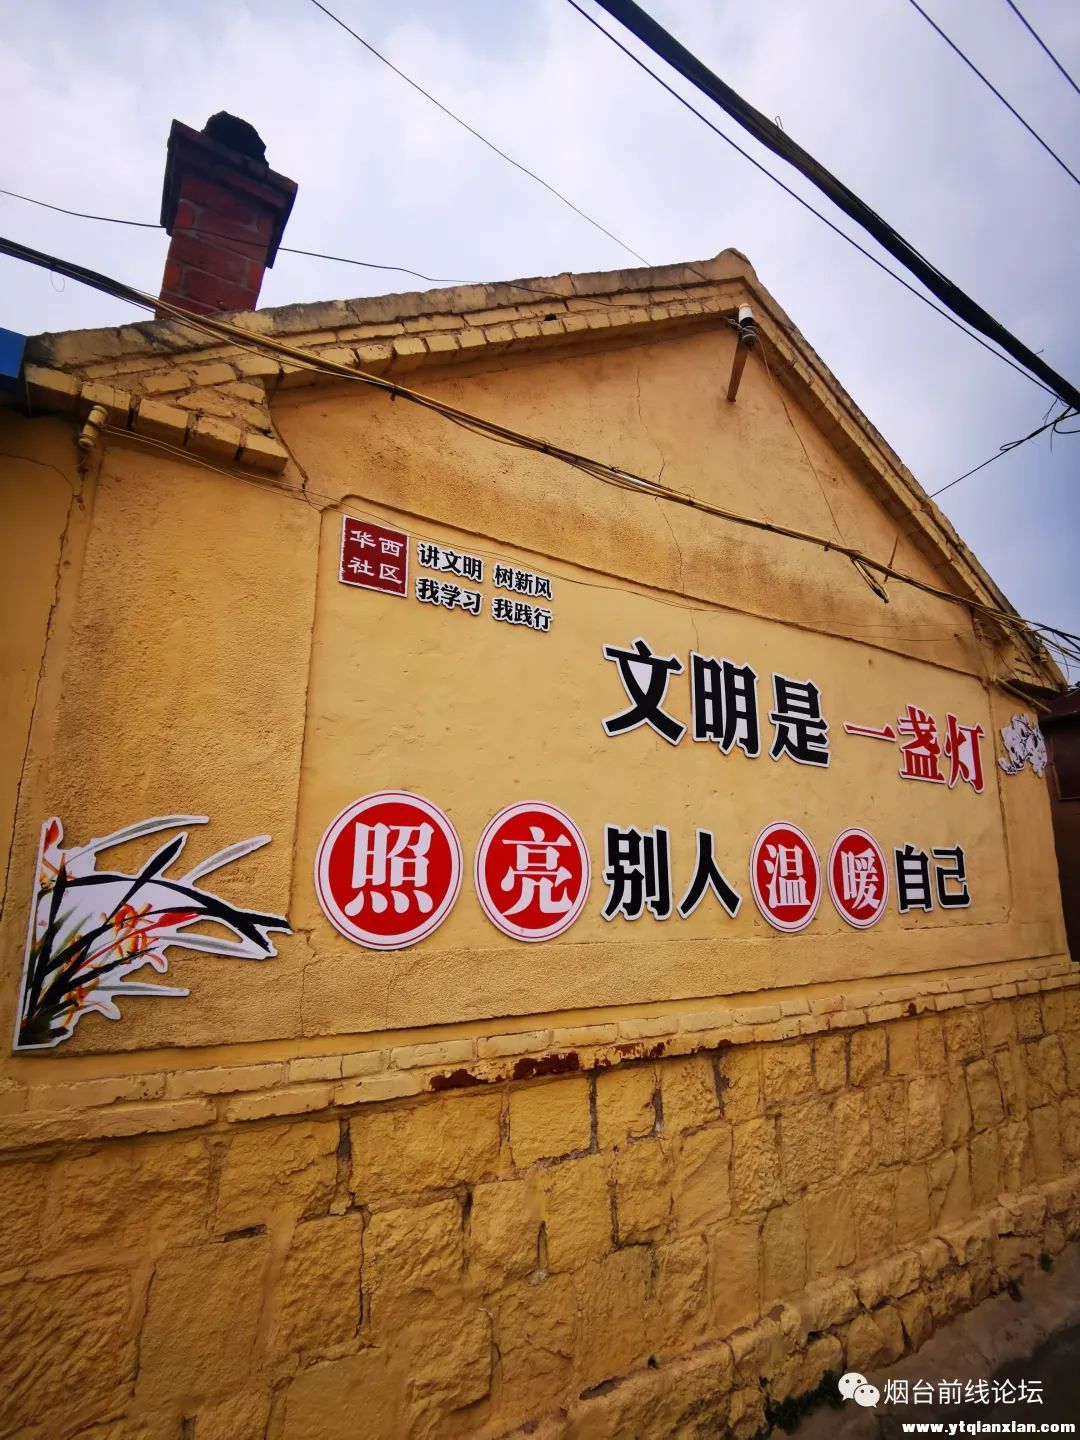 华西
社区
讲文明 树新风
我学习 我践行
文明是一盏灯
照亮别人温暖自己
烟台前线论坛
www.ytqianxian.com